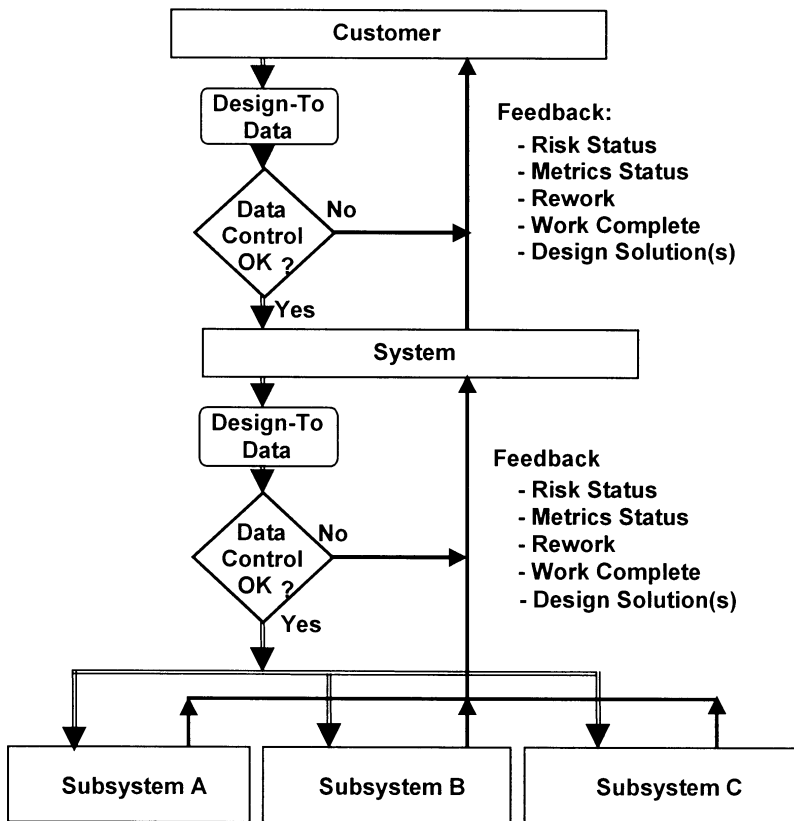 Customer
Design-To
Data
Data
Control
OK ?
No
Yes
Feedback:
- Risk Status
- Metrics Status
- Rework
- Work Complete
- Design Solution(s)
System
Design-To
Data
Data
Control
OK ?
No
Yes
Feedback
- Risk Status
- Metrics Status
- Rework
- Work Complete
- Design Solution(s)
Subsystem A
Subsystem B
Subsystem C